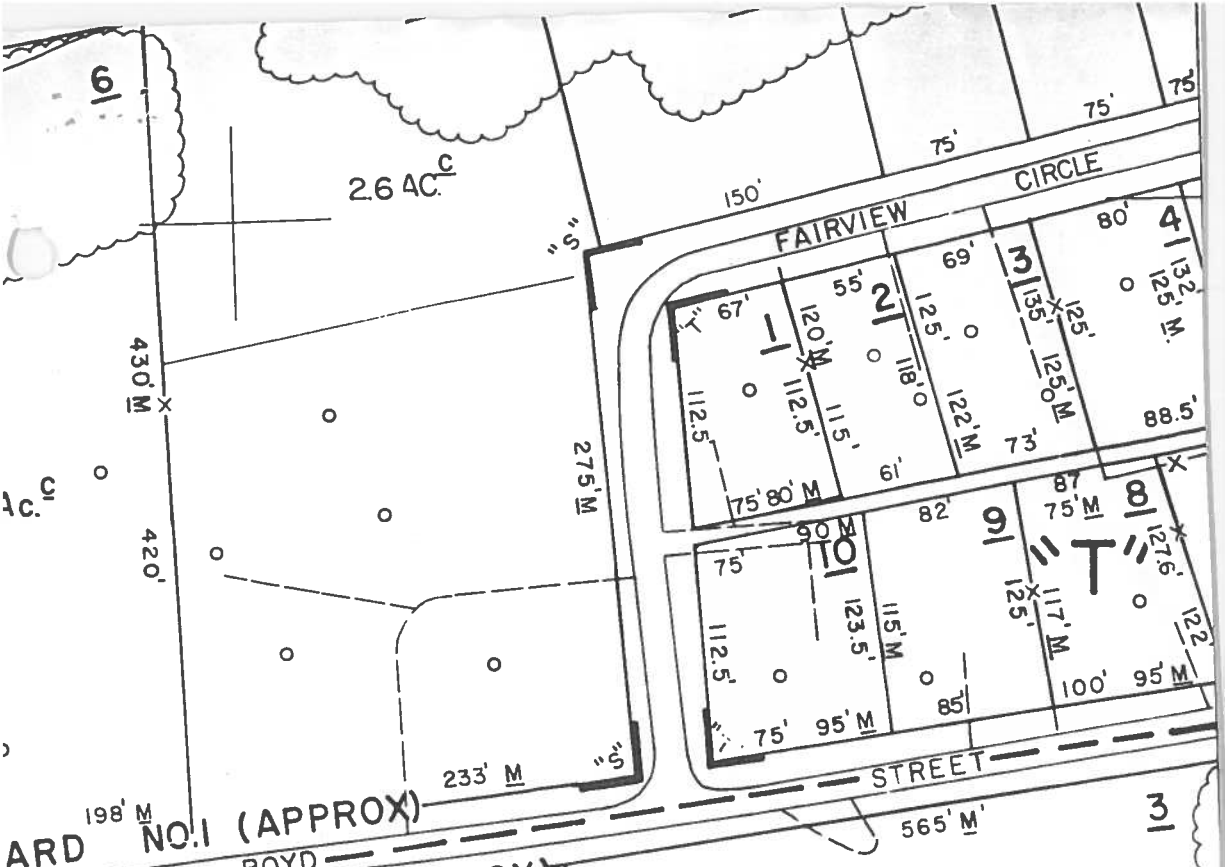 6
2.6 AC.c
75'
75'
75'
150'
CIRCLE
FAIRVIEW
"S"
80'
4
132
125' M.
69'
3
135'
125'
125' M
55'
2
125'
118'
122' M
67'
"T"
1
120' M
112.5'
115'
112.5'
430' M
275' M
Ac.c
420'
75' 80' M
61'
73'
88.5'
90 M
82'
87
75' M
8
9
10
75'
"T"
127.6'
112.5'
123.5'
115' M
125'
117' M
122'
75' 95' M
85'
100' 95' M
"S"
233' M
STREET
198' M
ARD NO.1 (APPROX)
BOYD
565' M'
3